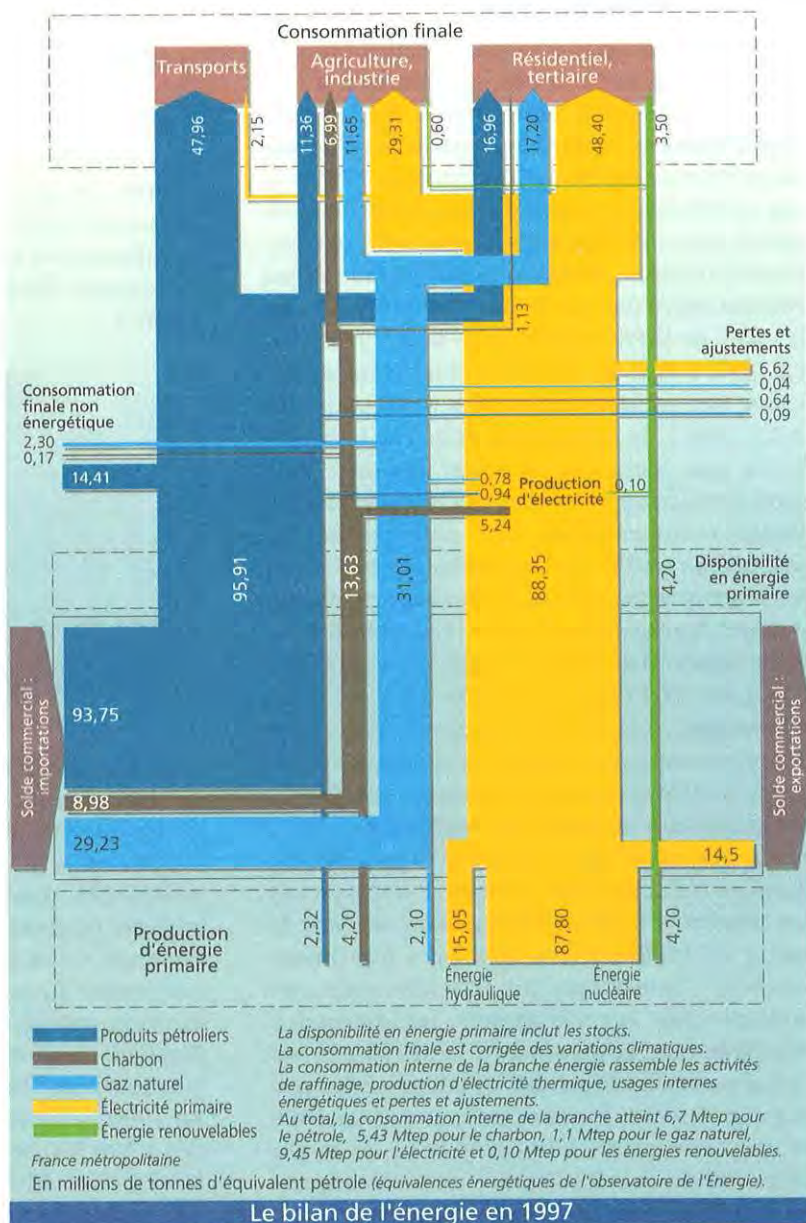 Consommation finale
Transports
Agriculture,
industrie
Résidentiel,
tertiaire
47,96
2,15
11,36
6,99
11,65
29,31
0,60
16,96
17,20
48,40
3,50
1,13
Pertes et
ajustements
6,62
0,04
0,64
0,09
Consommation
finale non
énergétique
2,30
0,17
14,41
0,78
0,94
5,24
Production
d'électricité
0,10
95,91
13,63
31,01
88,35
4,20
Disponibilité
en énergie
primaire
Solde commercial :
importations
93,75
8,98
29,23
Solde commercial :
exportations
14,5
Production
d'énergie
primaire
2,32
4,20
2,10
15,05
87,80
4,20
Énergie
hydraulique
Énergie
nucléaire
Produits pétroliers
Charbon
Gaz naturel
Électricité primaire
Énergie renouvelables
La disponibilité en énergie primaire inclut les stocks.
La consommation finale est corrigée des variations climatiques.
La consommation interne de la branche énergie rassemble les activités
de raffinage, production d'électricité thermique, usages internes
énergétiques et pertes et ajustements.
Au total, la consommation interne de la branche atteint 6,7 Mtep pour
le pétrole, 5,43 Mtep pour le charbon, 1,1 Mtep pour le gaz naturel,
9,45 Mtep pour l'électricité et 0,10 Mtep pour les énergies renouvelables.
France métropolitaine
En millions de tonnes d'équivalent pétrole (équivalences énergétiques de l'observatoire de l'Énergie).
Le bilan de l'énergie en 1997